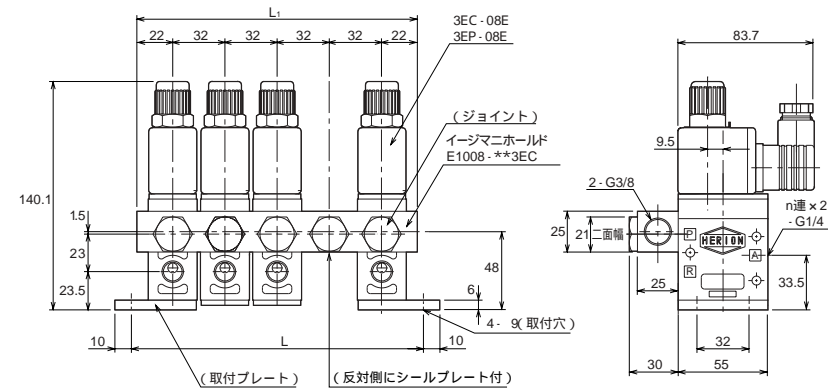 L1
22
32
32
32
32
22
3EC - 08E
3EP - 08E
(ジョイント)
イージマニホールド
E1008 - **3EC
140.1
1.5
23
23.5
48
6
4 - 9(取付穴)
10
L
10
(取付プレート)
(反対側にシールプレート付)
83.7
9.5
2 - G3/8
n連 × 2
- G1/4
25
21二面幅
P
HERION
A
R
33.5
25
32
30
55